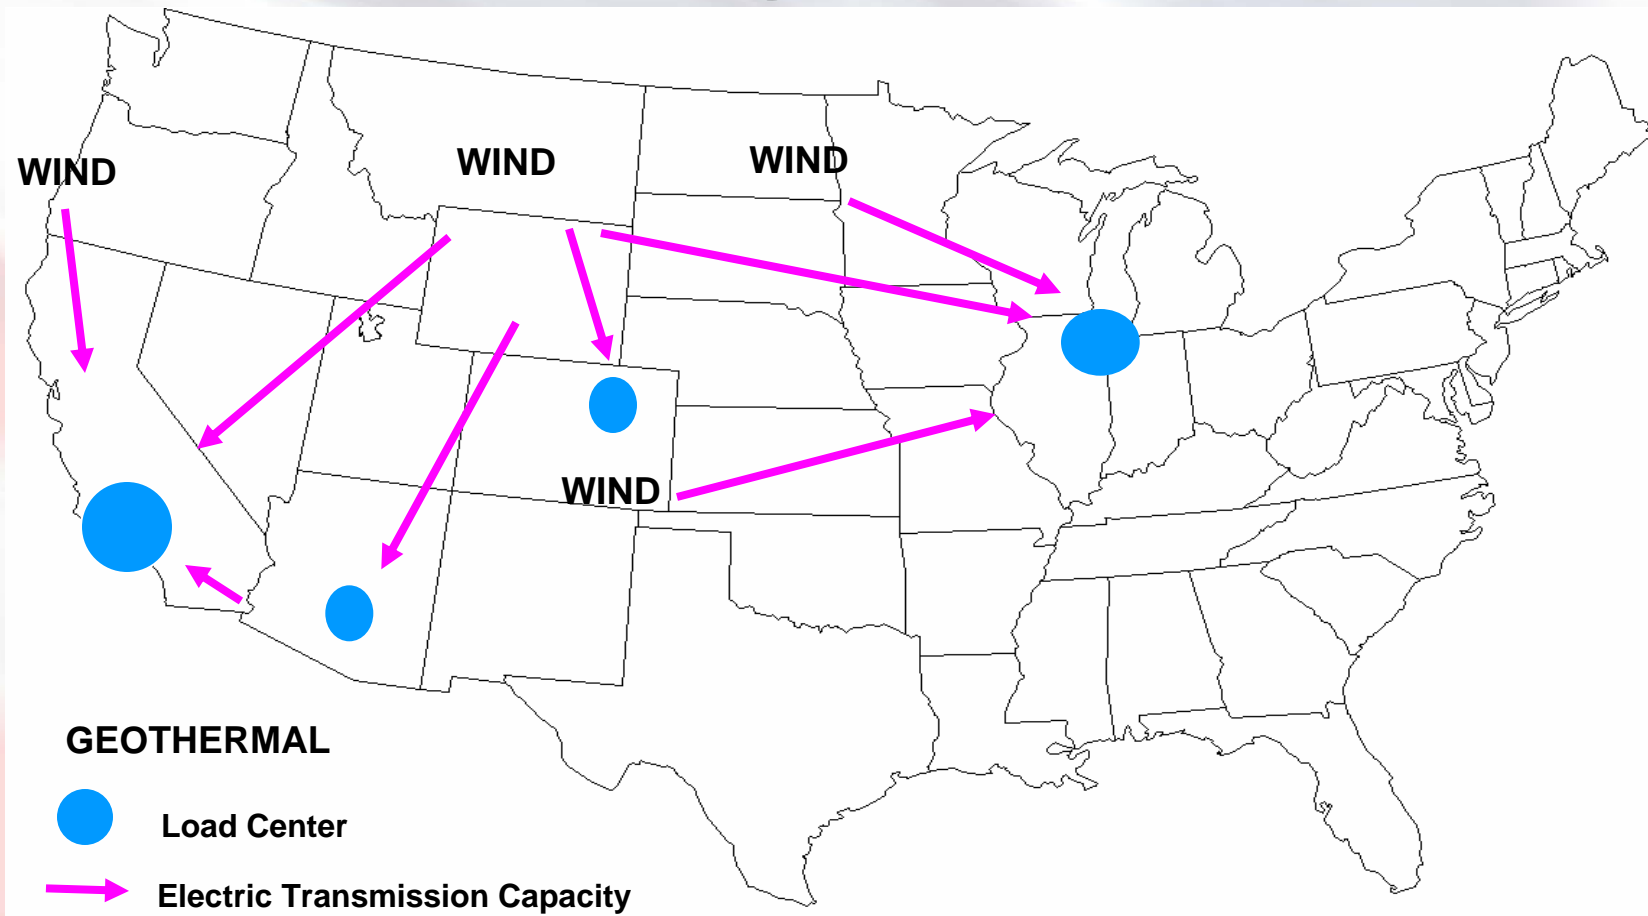 WIND
WIND
WIND
WIND
GEOTHERMAL
Load Center
Electric Transmission Capacity